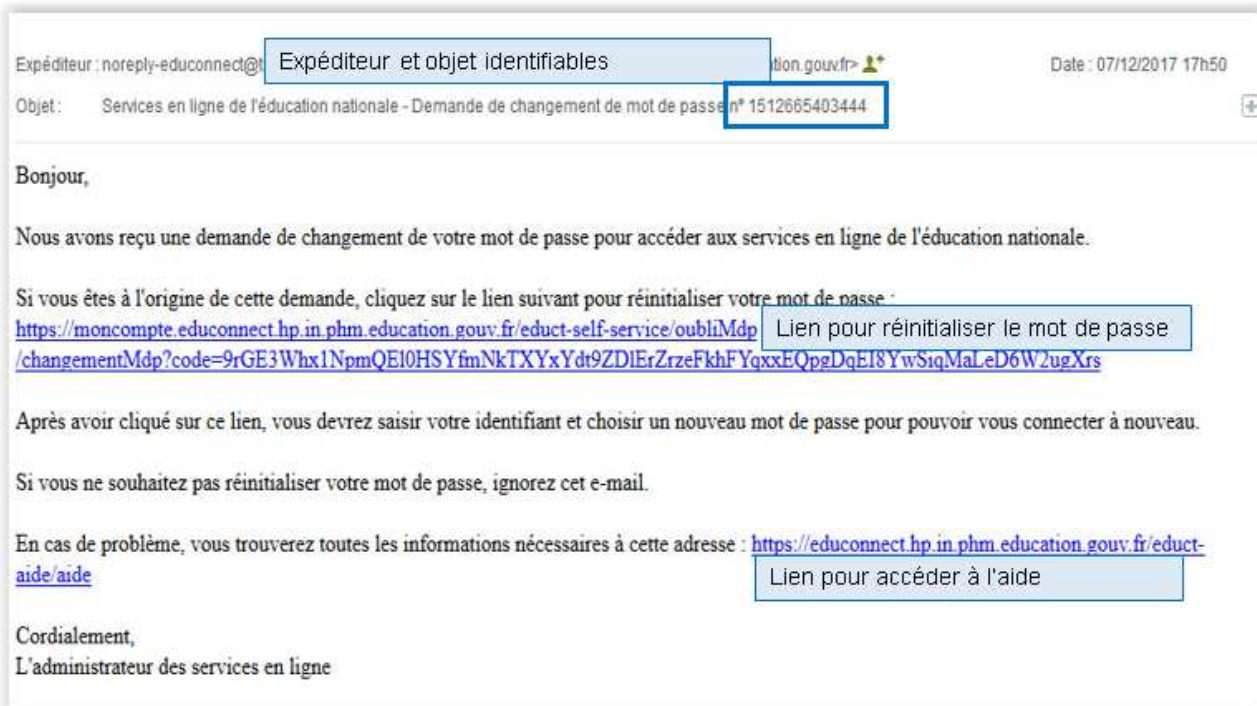 Expéditeur : noreply-educonnect@t
Expéditeur et objet identifiables
ation.gouv.fr>
Date : 07/12/2017 17h50
Objet : Services en ligne de l'éducation nationale - Demande de changement de mot de passe n° 1512665403444
Bonjour,
Nous avons reçu une demande de changement de votre mot de passe pour accéder aux services en ligne de l'éducation nationale.
Si vous êtes à l'origine de cette demande, cliquez sur le lien suivant pour réinitialiser votre mot de passe :
https://moncompte.educonnect.hp.in.phm.education.gouv.fr/educt-self-service/oubliMdp
Lien pour réinitialiser le mot de passe
/changementMdp?code=9rGE3Whx1NpmQEl0HSYfmNkTXYxYdt9ZDlErZrzeFkhFYqxxEQpgDqEI8YwSiqMaLeD6W2ugXrs
Après avoir cliqué sur ce lien, vous devrez saisir votre identifiant et choisir un nouveau mot de passe pour pouvoir vous connecter à nouveau.
Si vous ne souhaitez pas réinitialiser votre mot de passe, ignorez cet e-mail.
En cas de problème, vous trouverez toutes les informations nécessaires à cette adresse : https://educonnect.hp.in.phm.education.gouv.fr/educt-
aide/aide
Lien pour accéder à l'aide
Cordialement,
L'administrateur des services en ligne